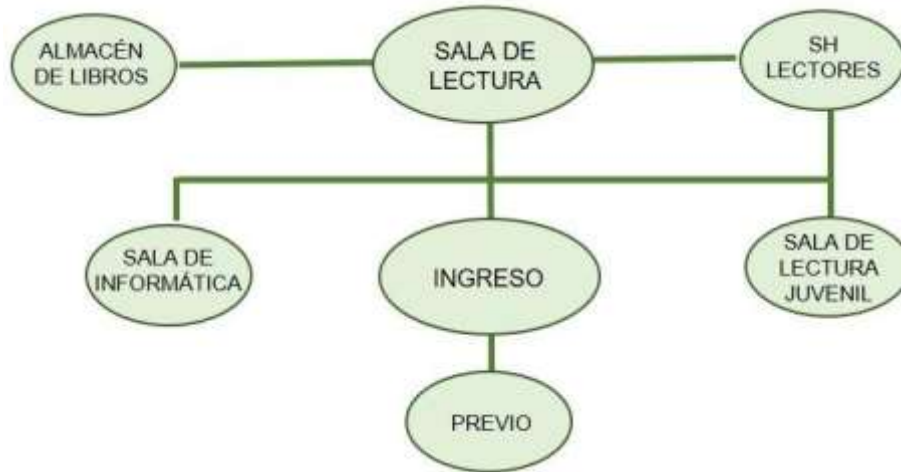 ALMACÉN
DE LIBROS
SALA DE
LECTURA
SH
LECTORES
SALA DE
INFORMÁTICA
INGRESO
SALA DE
LECTURA
JUVENIL
PREVIO